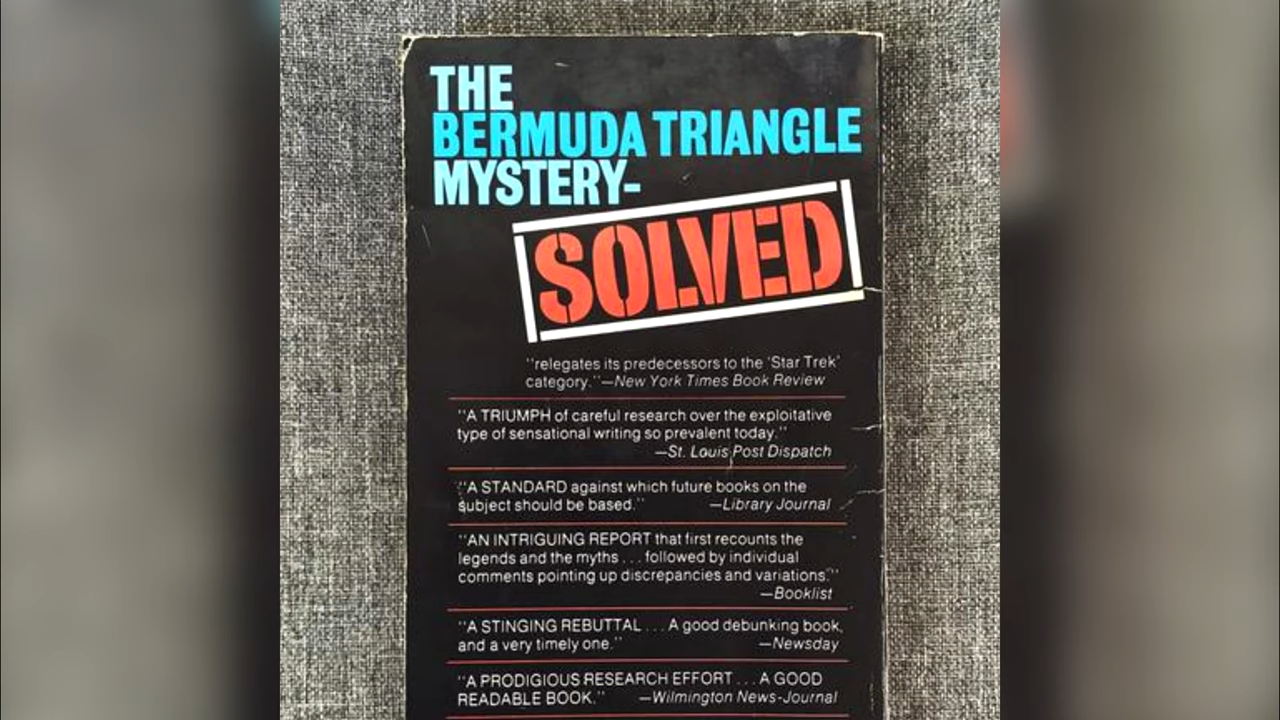 THE
BERMUDA TRIANGLE
MYSTERY-
SOLVED
"relegates its predecessors to the 'Star Trek'
category."—New York Times Book Review
"A TRIUMPH of careful research over the exploitative
type of sensational writing so prevalent today."
—St. Louis Post Dispatch
"A STANDARD against which future books on the
subject should be based." —Library Journal
"AN INTRIGUING REPORT that first recounts the
legends and the myths . . . followed by individual
comments pointing up discrepancies and variations."
—Booklist
"A STINGING REBUTTAL . . . A good debunking book,
and a very timely one." —Newsday
"A PRODIGIOUS RESEARCH EFFORT . . . A GOOD
READABLE BOOK." —Wilmington News-Journal